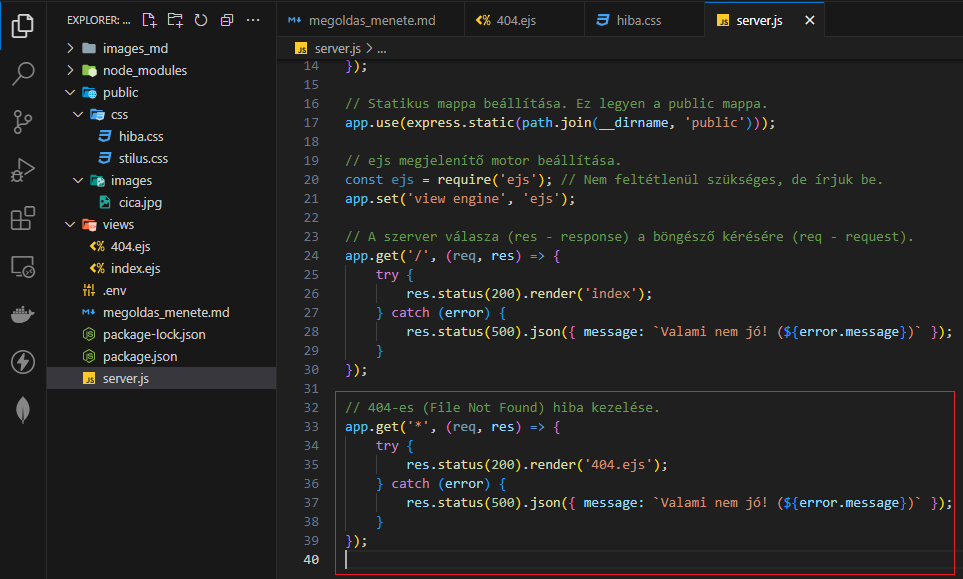 EXPLORER: ...
images_md
node_modules
public
css
hiba.css
stilus.css
images
cica.jpg
views
404.ejs
index.ejs
.env
megoldas_menete.md
package-lock.json
package.json
server.js
megoldas_menete.md
404.ejs
hiba.css
server.js
server.js > ...
14 });
15
16 // Statikus mappa beállítása. Ez legyen a public mappa.
17 app.use(express.static(path.join(__dirname, 'public')));
18
19 // ejs megjelenítő motor beállítása.
20 const ejs = require('ejs'); // Nem feltétlenül szükséges, de írjuk be.
21 app.set('view engine', 'ejs');
22
23 // A szerver válasza (res - response) a böngésző kérésére (req - request).
24 app.get('/', (req, res) => {
25 try {
26 res.status(200).render('index');
27 } catch (error) {
28 res.status(500).json({ message: `Valami nem jó! (${error.message})` });
29 }
30 });
31
32 // 404-es (File Not Found) hiba kezelése.
33 app.get('*', (req, res) => {
34 try {
35 res.status(200).render('404.ejs');
36 } catch (error) {
37 res.status(500).json({ message: `Valami nem jó! (${error.message})` });
38 }
39 });
40